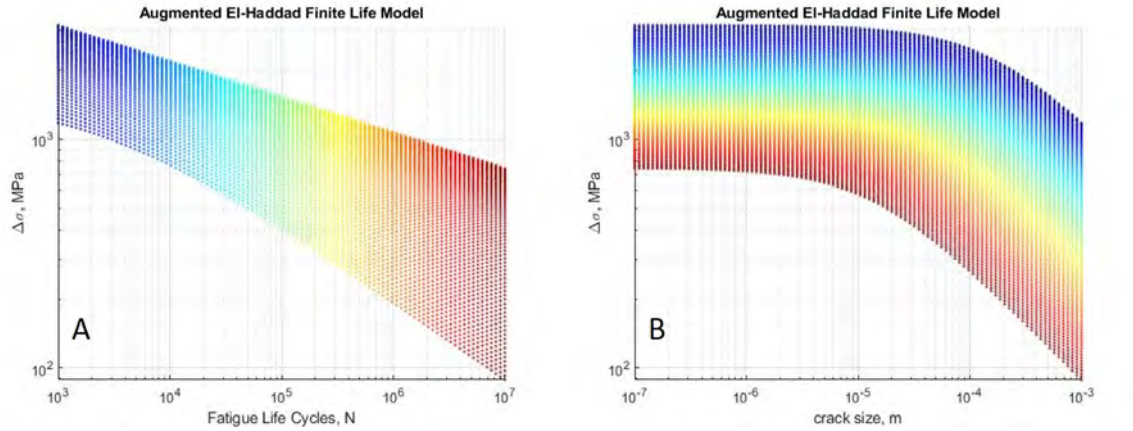 Augmented El-Haddad Finite Life Model
10^3
10^2
Δσ, MPa
A
10^3
10^4
10^5
10^6
10^7
Fatigue Life Cycles, N
Augmented El-Haddad Finite Life Model
10^3
10^2
Δσ, MPa
B
10^-7
10^-6
10^-5
10^-4
10^-3
crack size, m